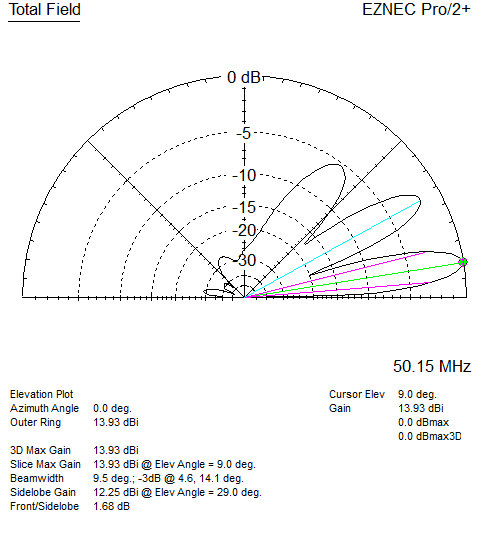 Total Field
EZNEC Pro/2+
0 dB
-5
-10
-15
-20
-30
50.15 MHz
Elevation Plot
Azimuth Angle 0.0 deg.
Outer Ring 13.93 dBi
3D Max Gain 13.93 dBi
Slice Max Gain 13.93 dBi @ Elev Angle = 9.0 deg.
Beamwidth 9.5 deg.; -3dB @ 4.6, 14.1 deg.
Sidelobe Gain 12.25 dBi @ Elev Angle = 29.0 deg.
Front/Sidelobe 1.68 dB
Cursor Elev 9.0 deg.
Gain 13.93 dBi
0.0 dBmax
0.0 dBmax3D